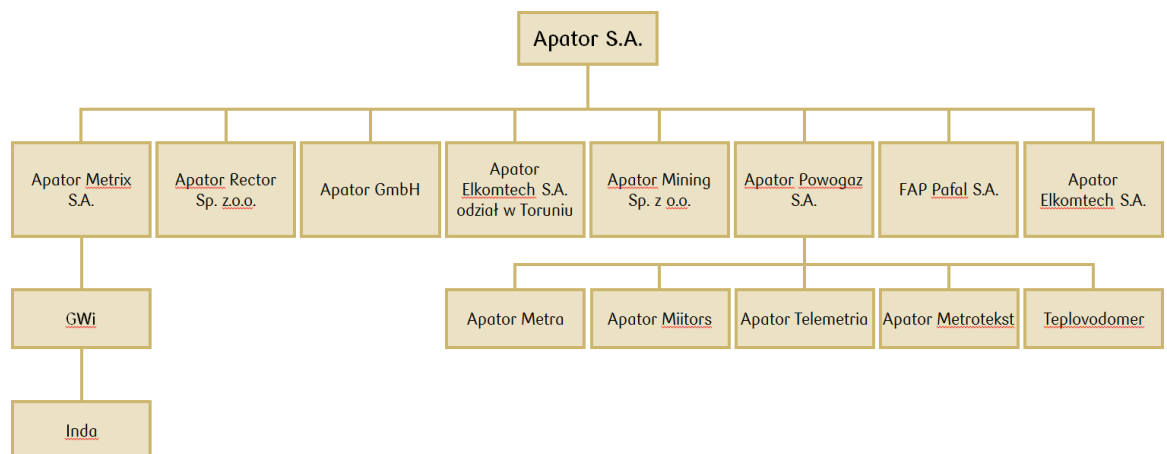 Apator S.A.
Apator Metrix
S.A.
Apator Rector
Sp. z.o.o.
Apator GmbH
Apator
Elkomtech S.A.
odział w Toruniu
Apator Mining
Sp. z o.o.
Apator Powogaz
S.A.
FAP Pafal S.A.
Apator
Elkomtech S.A.
GWi
Apator Metra
Apator Miitors
Apator Telemetria
Apator Metrotekst
Teplovodomer
Inda